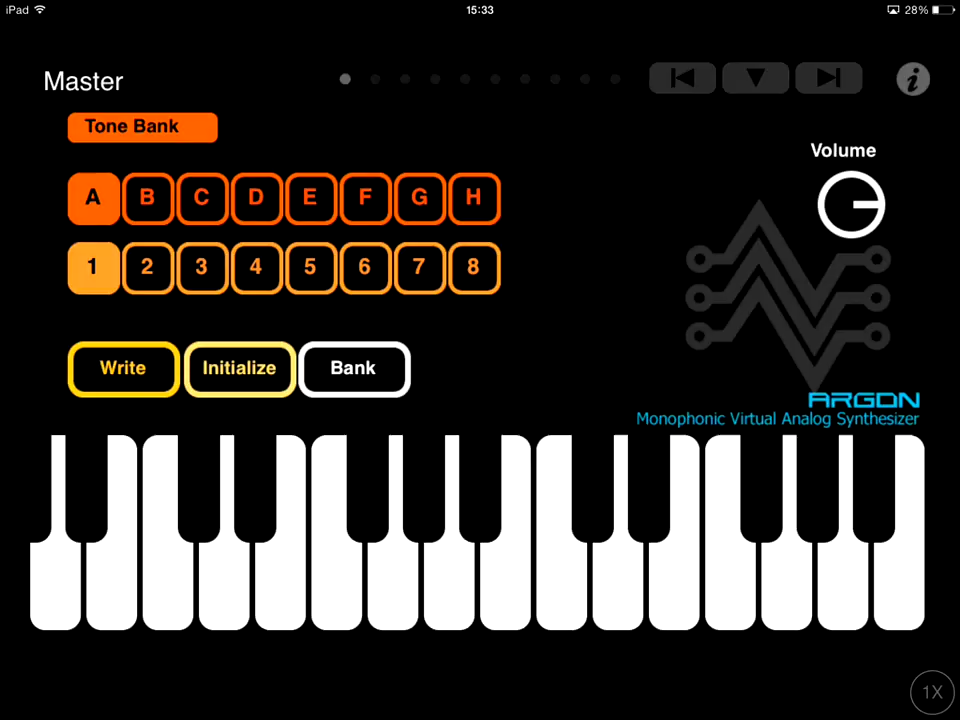 iPad 15:33 28%
Master
i
Tone Bank
Volume
A B C D E F G H
1 2 3 4 5 6 7 8
Write Initialize Bank
ARGON
Monophonic Virtual Analog Synthesizer
1X